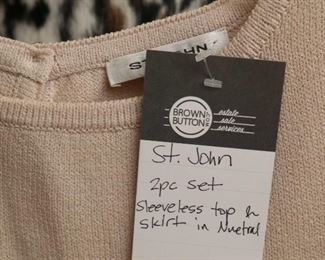 ST. JOHN
BROWN
BUTTON
estate
sale
services
St. John
2pc set
sleeveless top &
skirt in Nuetral